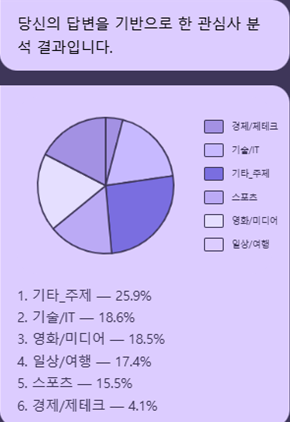 당신의 답변을 기반으로 한 관심사 분
석 결과입니다.
경제/제테크
기술/IT
기타_주제
스포츠
영화/미디어
일상/여행
1. 기타_주제 — 25.9%
2. 기술/IT — 18.6%
3. 영화/미디어 — 18.5%
4. 일상/여행 — 17.4%
5. 스포츠 — 15.5%
6. 경제/제테크 — 4.1%